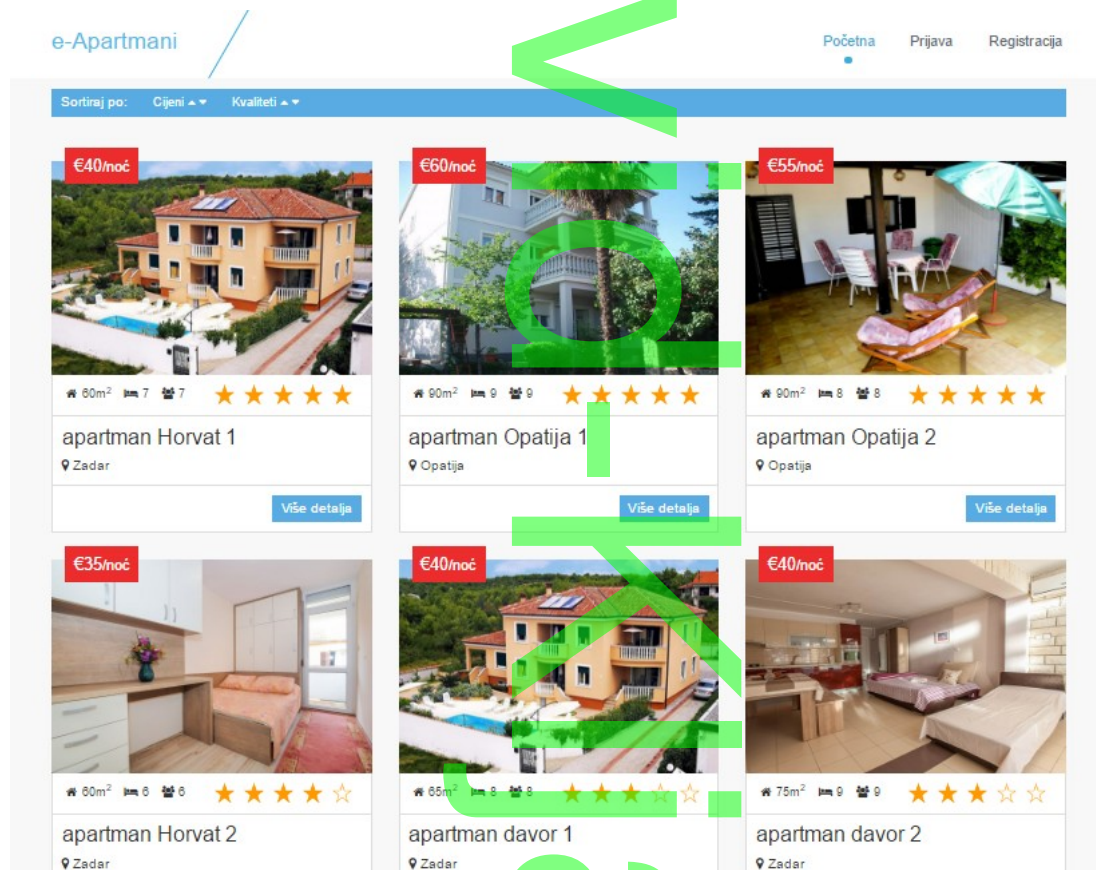 e-Apartmani
Početna Prijava Registracija
Sortiraj po: Cijeni Kvaliteti
€40/noć
60m² 7 7
apartman Horvat 1
Zadar
Više detalja
€60/noć
90m² 9 9
apartman Opatija 1
Opatija
Više detalja
€55/noć
90m² 8 8
apartman Opatija 2
Opatija
Više detalja
€35/noć
60m² 6 6
apartman Horvat 2
Zadar
€40/noć
65m² 8 8
apartman davor 1
Zadar
€40/noć
75m² 9 9
apartman davor 2
Zadar